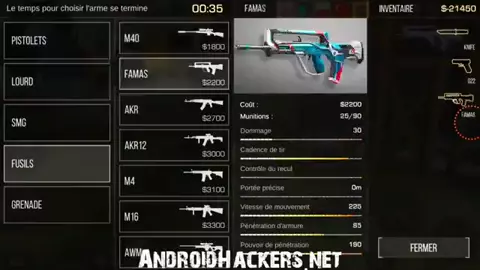 Le temps pour choisir l'arme se termine
00:35
FAMAS
INVENTAIRE
$-21450
PISTOLETS
LOURD
SMG
FUSILS
GRENADE
M40
$1800
FAMAS
$2200
AKR
$2700
AKR12
$3000
M4
$3100
M16
$3300
AWM
Coût : $2200
Munitions : 25/90
Dommage 30
Cadence de tir
Contrôle du recul
Portée précise 0m
Vitesse de mouvement 225
Pénétration d'armure 85
Pouvoir de pénétration 190
KNIFE
G22
FAMAS
FERMER
ANDROIDHACKERS.NET